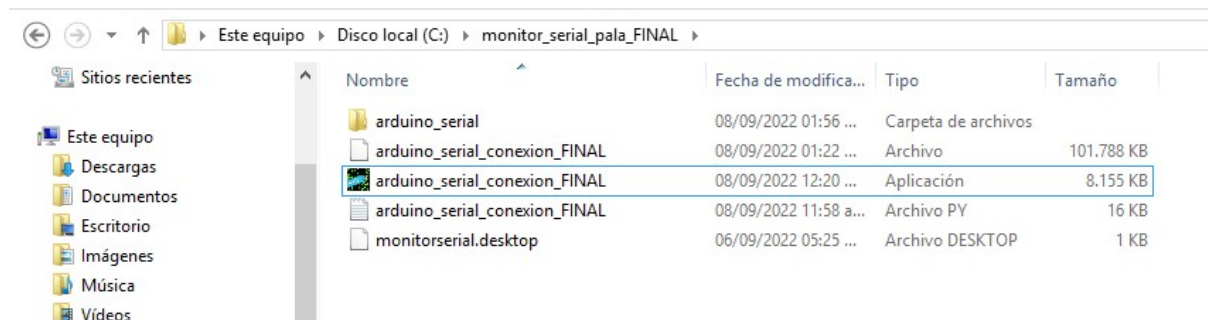 Este equipo Disco local (C:) monitor_serial_pala_FINAL
Sitios recientes
Este equipo
Descargas
Documentos
Escritorio
Imágenes
Música
Vídeos
Nombre Fecha de modifica... Tipo Tamaño
arduino_serial 08/09/2022 01:56 ... Carpeta de archivos
arduino_serial_conexion_FINAL 08/09/2022 01:22 ... Archivo 101.788 KB
arduino_serial_conexion_FINAL 08/09/2022 12:20 ... Aplicación 8.155 KB
arduino_serial_conexion_FINAL 08/09/2022 11:58 a... Archivo PY 16 KB
monitorserial.desktop 06/09/2022 05:25 ... Archivo DESKTOP 1 KB